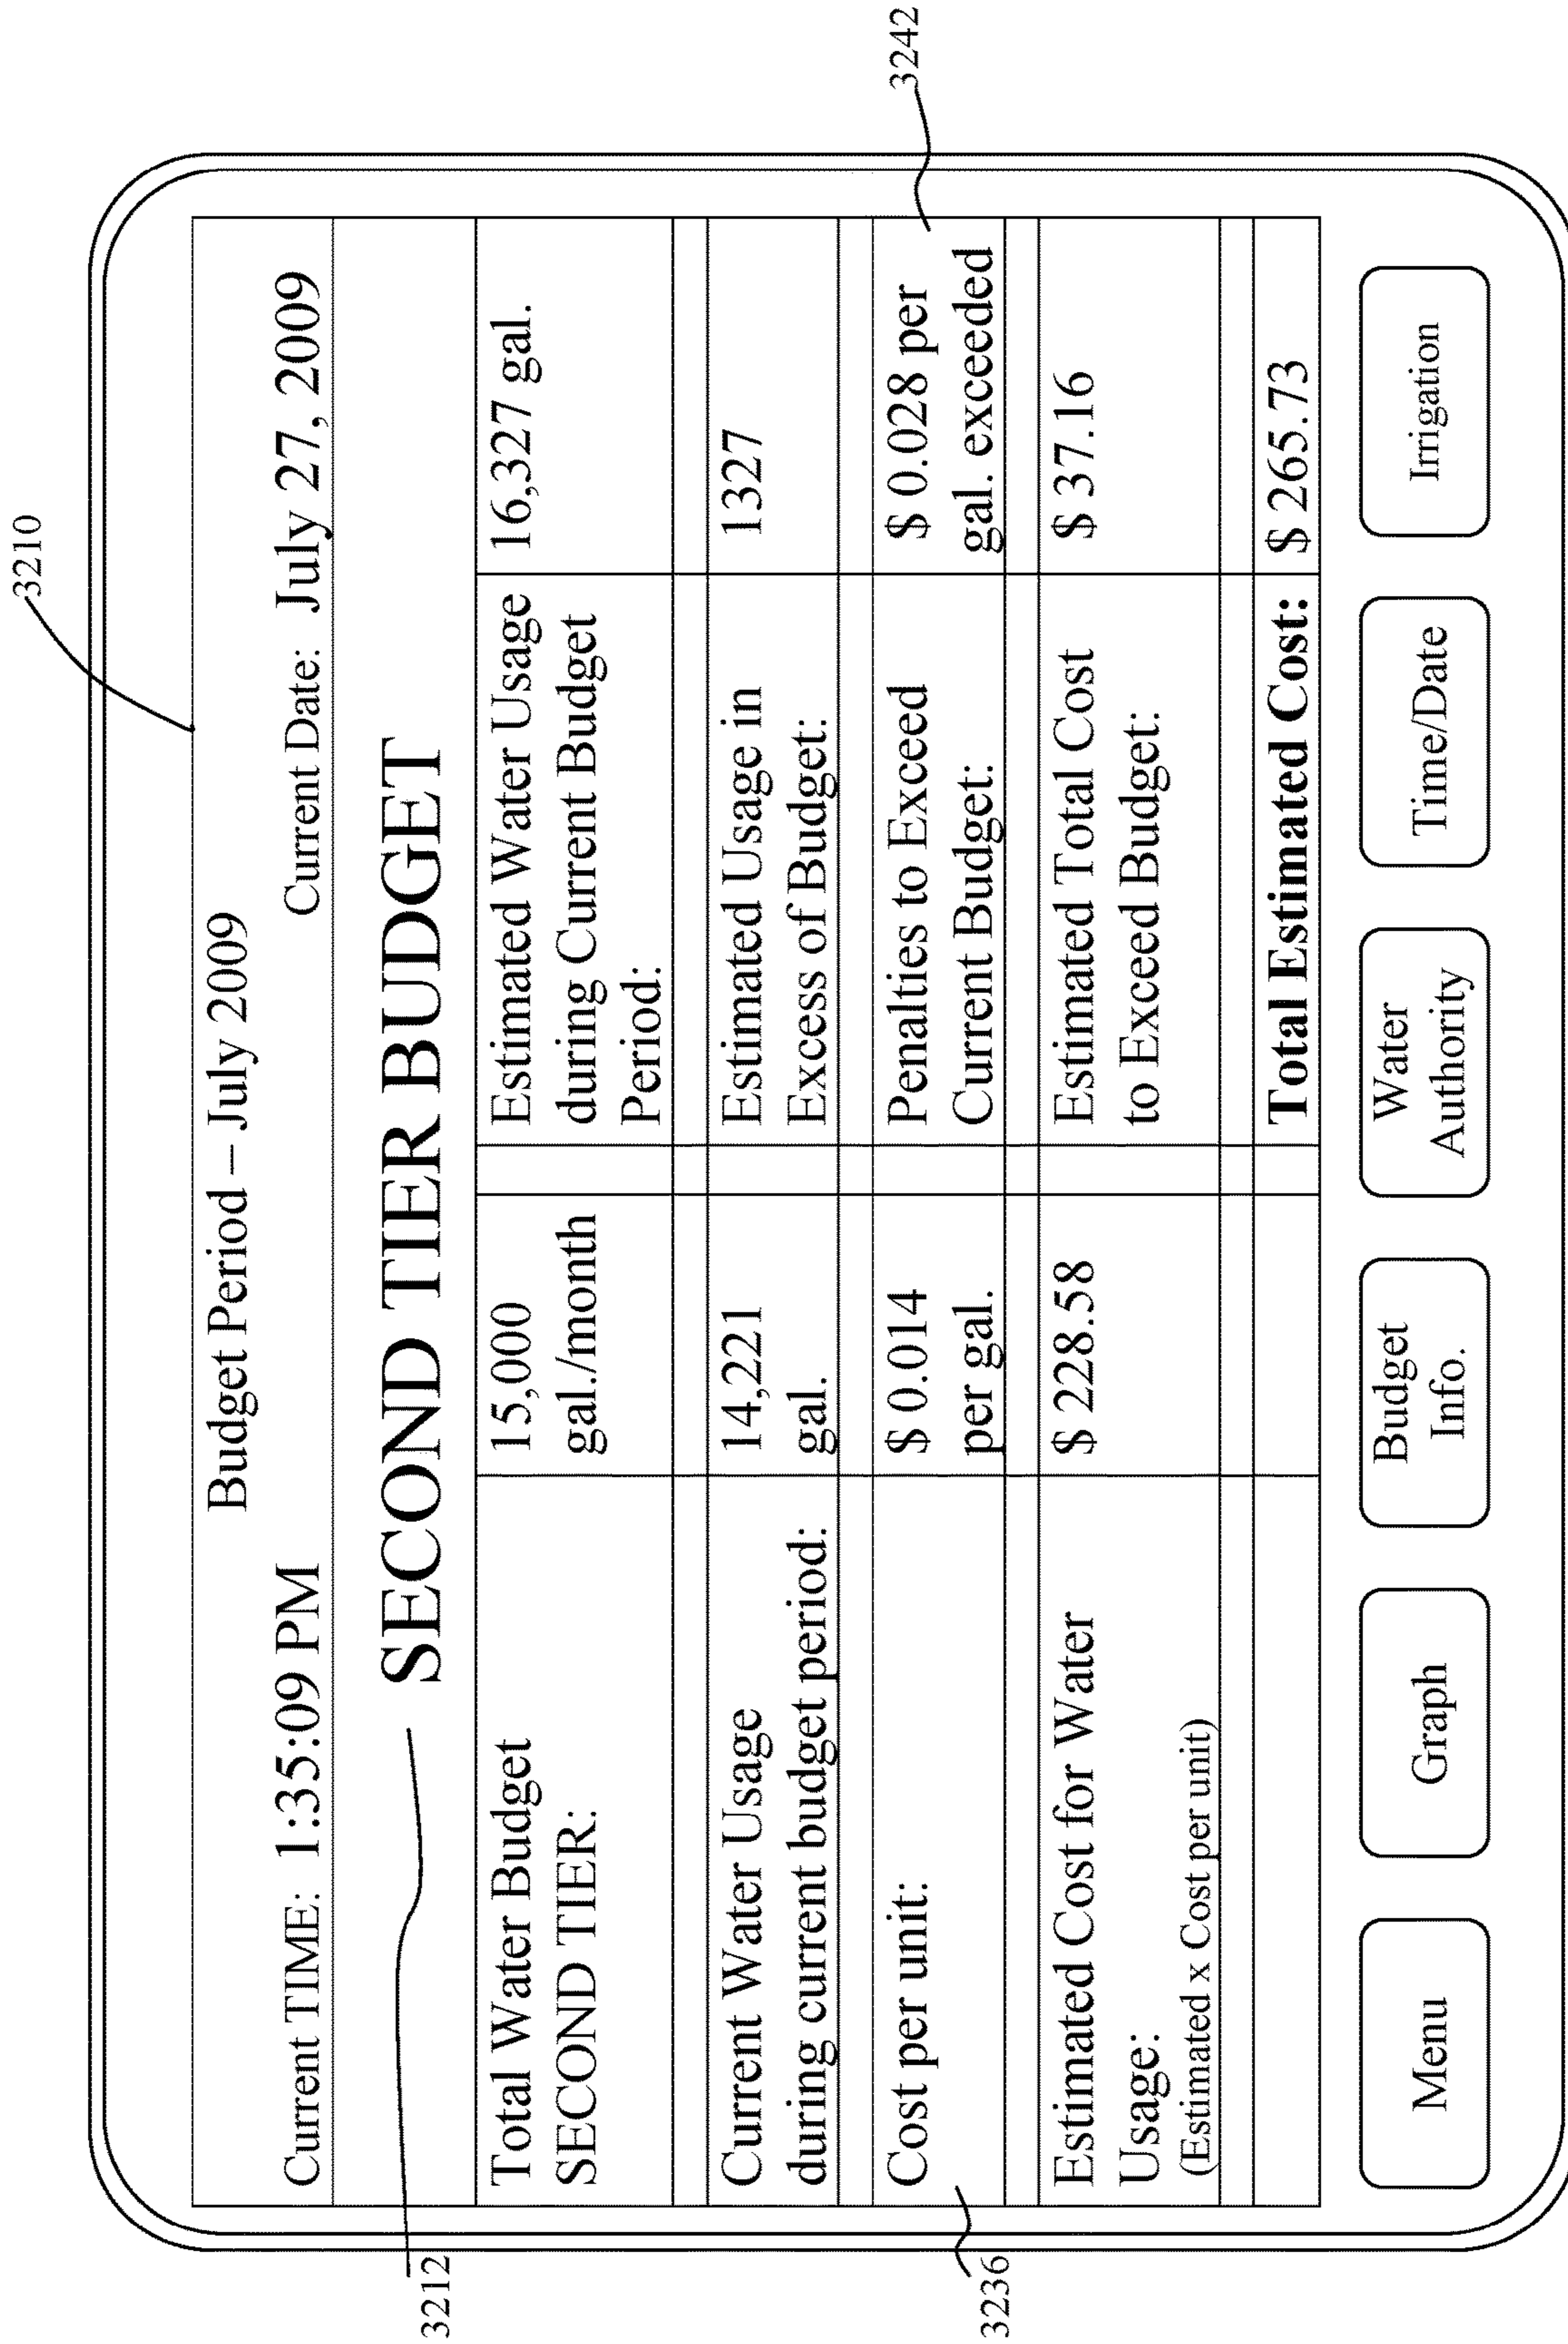 3210
Budget Period – July 2009
Current TIME: 1:35:09 PM
Current Date: July 27, 2009
3212
SECOND TIER BUDGET
Total Water Budget
SECOND TIER:
15,000
gal./month
Estimated Water Usage
during Current Budget
Period:
16,327 gal.
Current Water Usage
during current budget period:
14,221
gal.
Estimated Usage in
Excess of Budget:
1327
3236
Cost per unit:
$ 0.014
per gal.
Penalties to Exceed
Current Budget:
$ 0.028 per
gal. exceeded
3242
Estimated Cost for Water
Usage:
(Estimated x Cost per unit)
$ 228.58
Estimated Total Cost
to Exceed Budget:
$ 37.16
Total Estimated Cost:
$ 265.73
Menu
Graph
Budget
Info.
Water
Authority
Time/Date
Irrigation